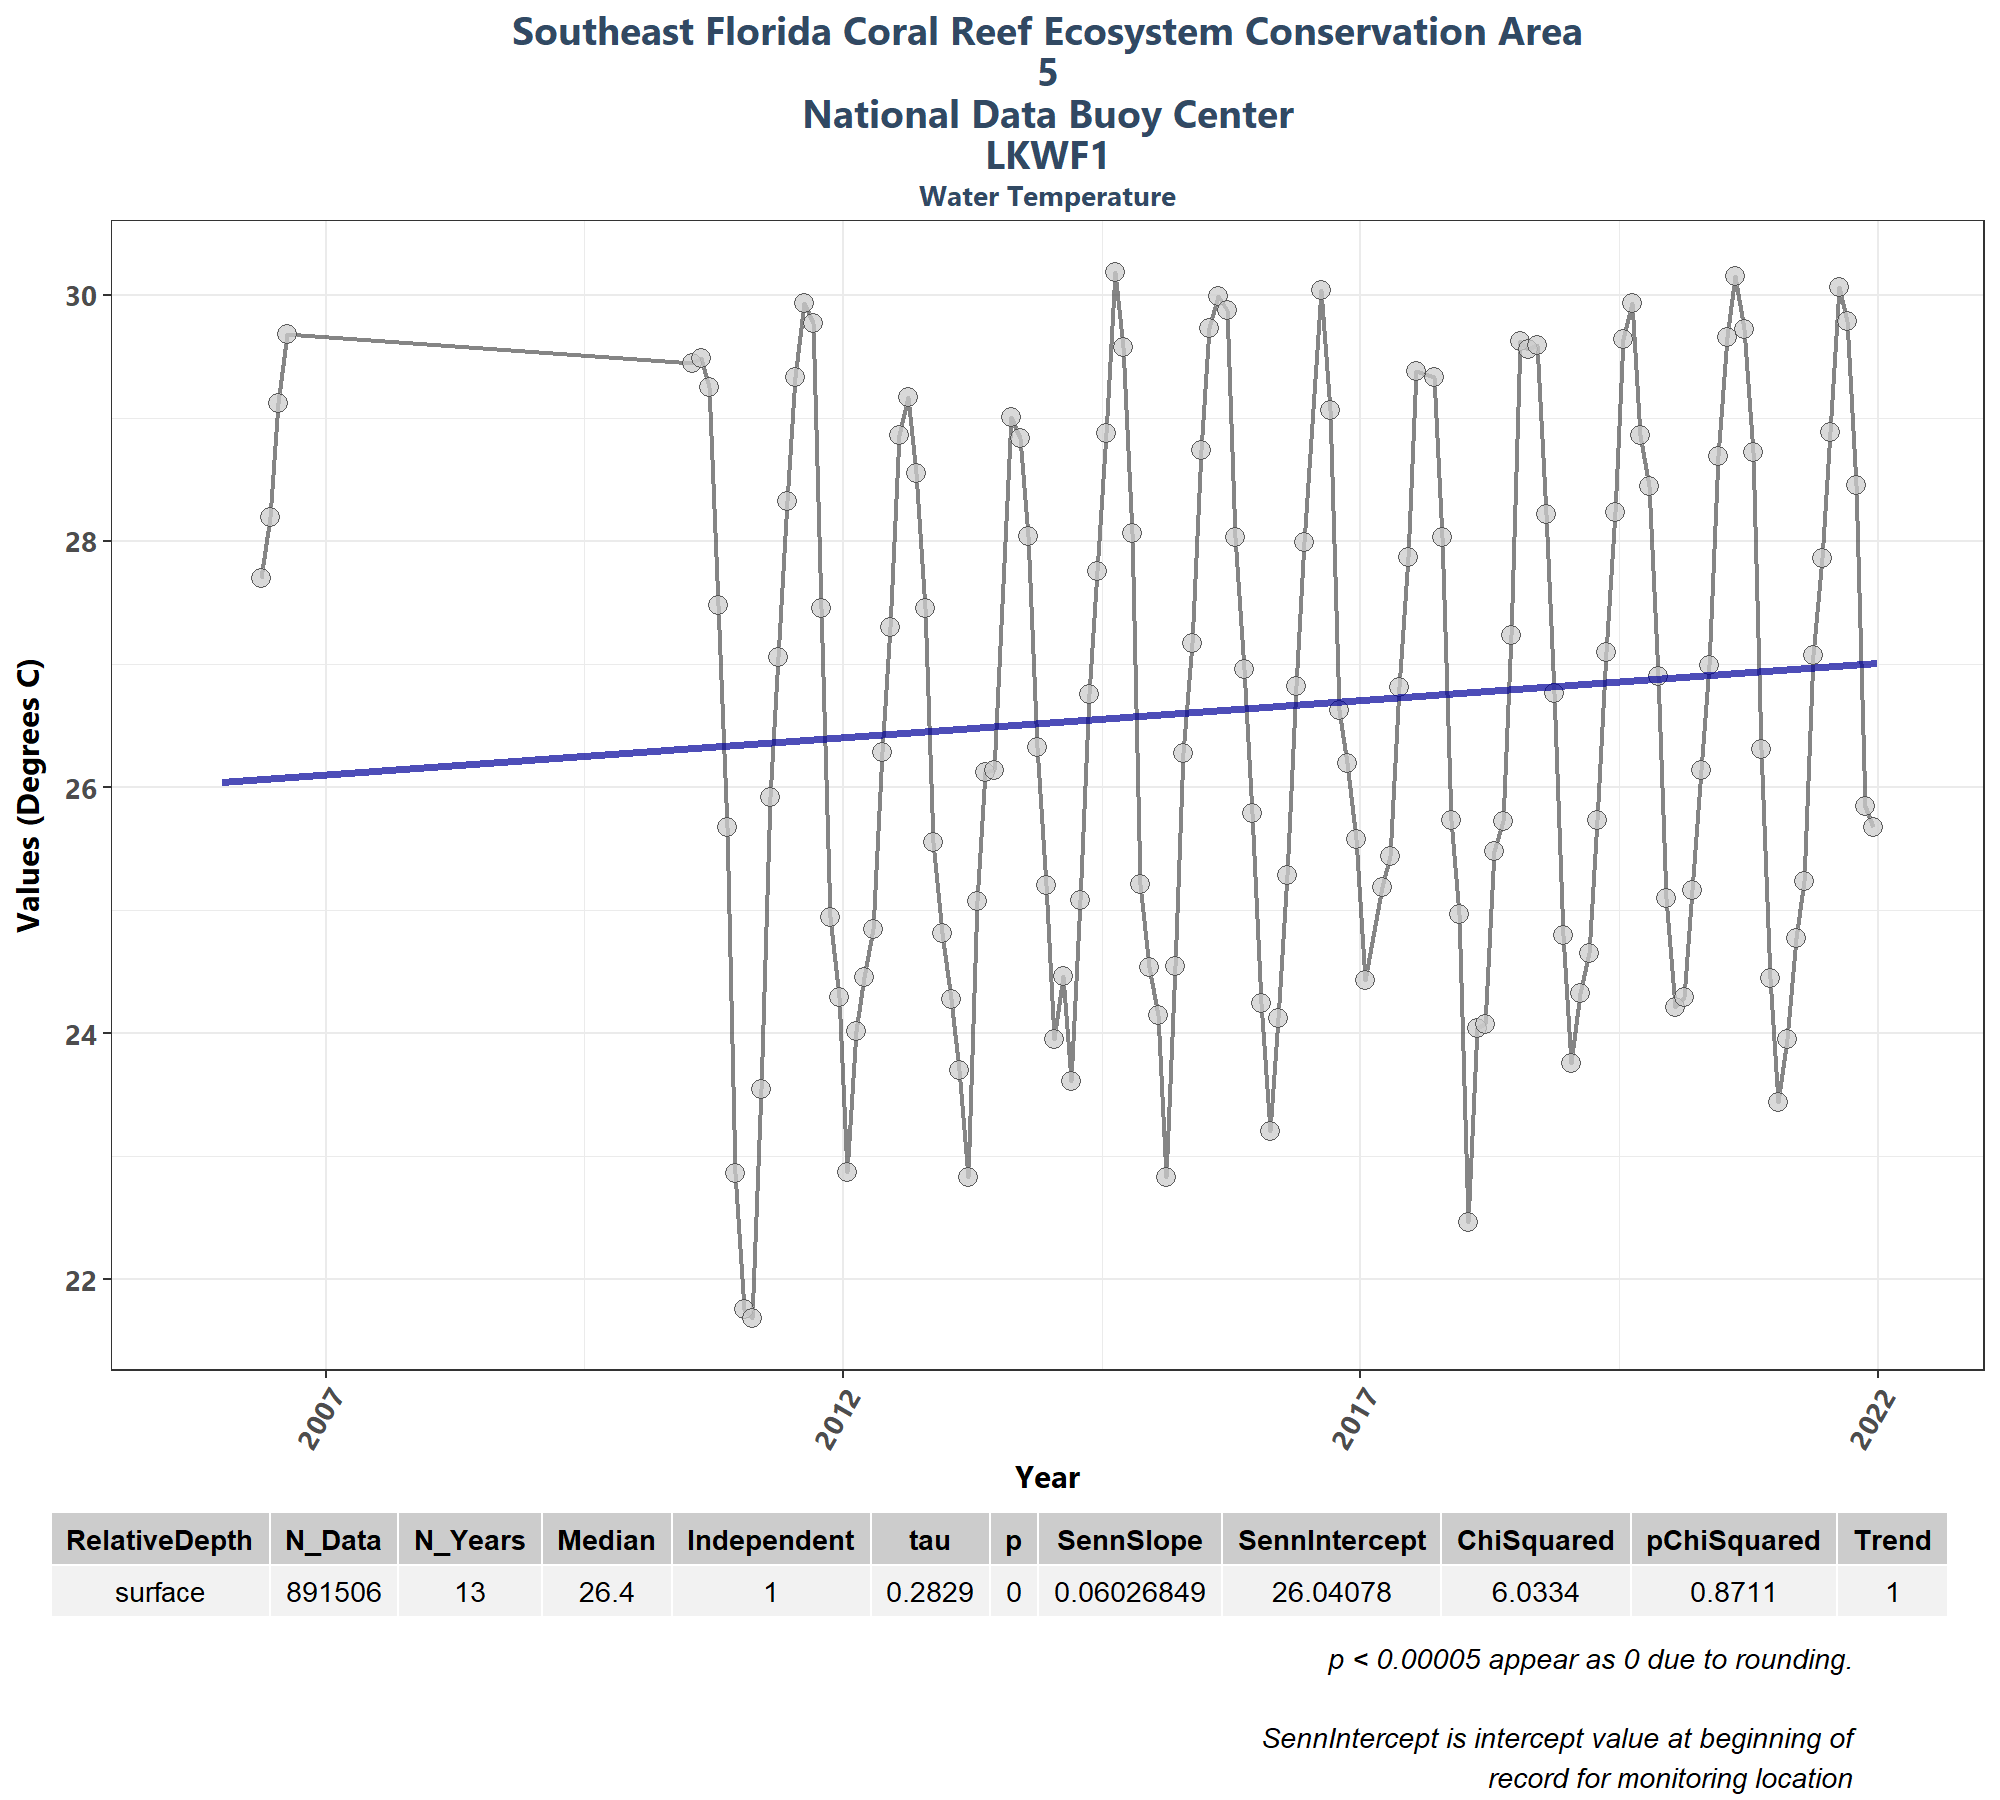 Southeast Florida Coral Reef Ecosystem Conservation Area
5
National Data Buoy Center
LKWF1
Water Temperature
30
28
26
24
22
Values (Degrees C)
2007
2012
2017
2022
Year
RelativeDepth N_Data N_Years Median Independent tau p SennSlope SennIntercept ChiSquared pChiSquared Trend
surface 891506 13 26.4 1 0.2829 0 0.06026849 26.04078 6.0334 0.8711 1
p < 0.00005 appear as 0 due to rounding.
SennIntercept is intercept value at beginning of
record for monitoring location